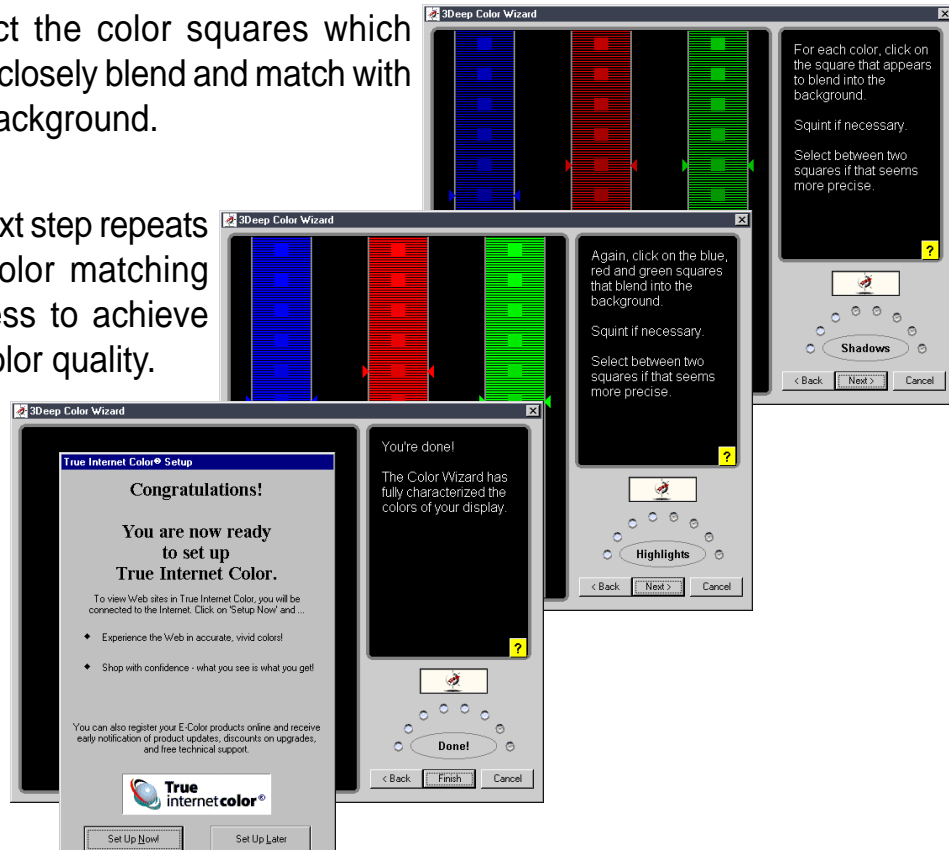 ct the color squares which
closely blend and match with
ackground.
xt step repeats
olor matching
ess to achieve
olor quality.
3Deep Color Wizard
For each color, click on
the square that appears
to blend into the
background.
Squint if necessary.
Select between two
squares if that seems
more precise.
?
Shadows
< Back Next > Cancel
3Deep Color Wizard
Again, click on the blue,
red and green squares
that blend into the
background.
Squint if necessary.
Select between two
squares if that seems
more precise.
?
Highlights
< Back Next > Cancel
3Deep Color Wizard
True Internet Color® Setup
Congratulations!
You are now ready
to set up
True Internet Color.
To view Web sites in True Internet Color, you will be
connected to the Internet. Click on 'Setup Now' and ...
◆ Experience the Web in accurate, vivid colors!
◆ Shop with confidence - what you see is what you get!
You can also register your E-Color products online and receive
early notification of product updates, discounts on upgrades,
and free technical support.
True
internetcolor®
Set Up Now! Set Up Later
You're done!
The Color Wizard has
fully characterized the
colors of your display.
?
Done!
< Back Finish Cancel